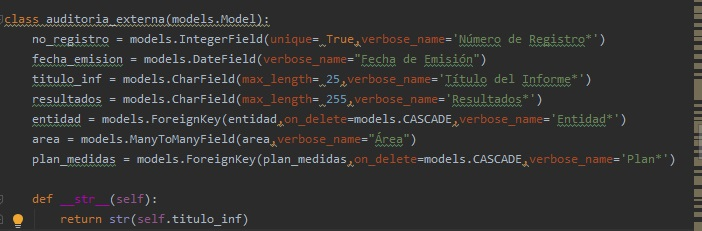 class auditoria_externa(models.Model):
    no_registro = models.IntegerField(unique= True,verbose_name='Número de Registro*')
    fecha_emision = models.DateField(verbose_name="Fecha de Emisión")
    titulo_inf = models.CharField(max_length= 25,verbose_name='Título del Informe*')
    resultados = models.CharField(max_length= 255,verbose_name='Resultados*')
    entidad = models.ForeignKey(entidad,on_delete=models.CASCADE,verbose_name='Entidad*')
    area = models.ManyToManyField(area,verbose_name="Área")
    plan_medidas = models.ForeignKey(plan_medidas,on_delete=models.CASCADE,verbose_name='Plan*')
    def __str__(self):
        return str(self.titulo_inf)